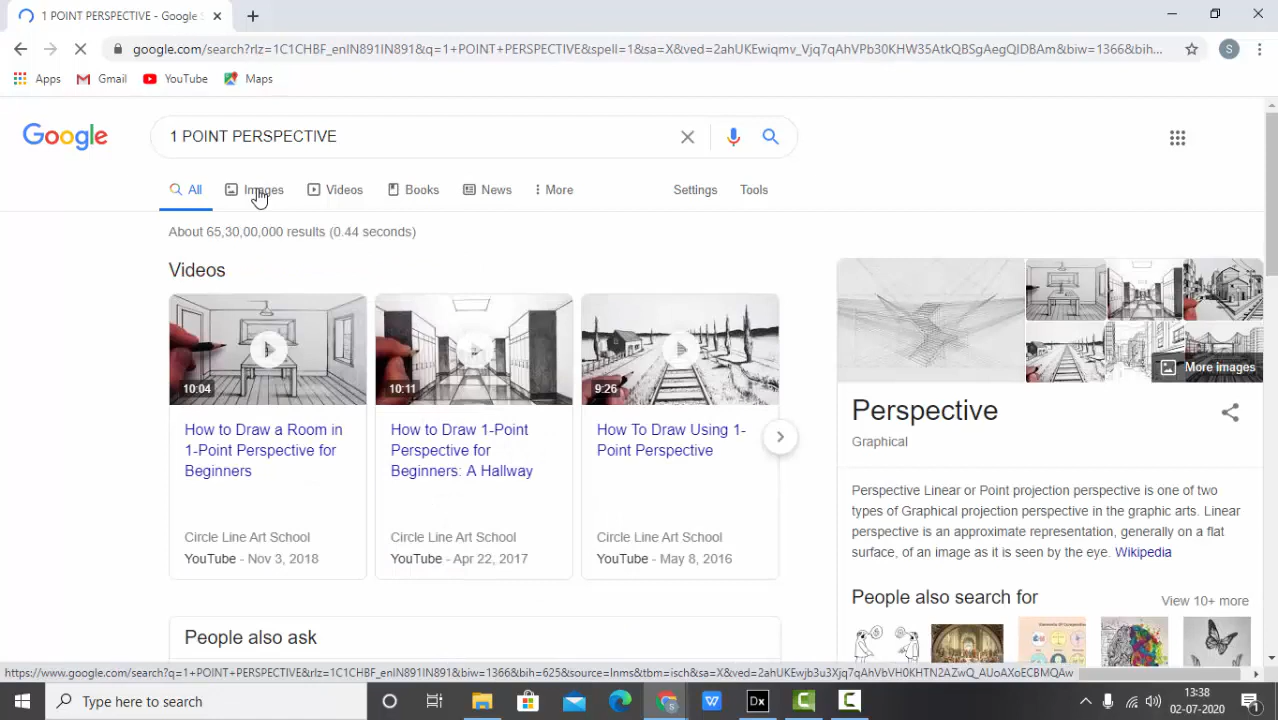 1 POINT PERSPECTIVE - Google S
google.com/search?rlz=1C1CHBF_enIN891IN891&q=1+POINT+PERSPECTIVE&spell=1&sa=X&ved=2ahUKEwiqmv_Vjq7qAhVPb30KHW35AtkQBSgAegQIDBAm&biw=1366&bih...
S
Apps
Gmail
YouTube
Maps
Google
1 POINT PERSPECTIVE
All
Images
Videos
Books
News
More
Settings
Tools
About 65,30,00,000 results (0.44 seconds)
Videos
10:04
10:11
9:26
More images
How to Draw a Room in
1-Point Perspective for
Beginners
Circle Line Art School
YouTube - Nov 3, 2018
How to Draw 1-Point
Perspective for
Beginners: A Hallway
Circle Line Art School
YouTube - Apr 22, 2017
How To Draw Using 1-
Point Perspective
Circle Line Art School
YouTube - May 8, 2016
Perspective
Graphical
Perspective Linear or Point projection perspective is one of two
types of Graphical projection perspective in the graphic arts. Linear
perspective is an approximate representation, generally on a flat
surface, of an image as it is seen by the eye. Wikipedia
People also search for
View 10+ more
People also ask
https://www.google.com/search?q=1+POINT+PERSPECTIVE&rlz=1C1CHBF_enIN891IN891&biw=1366&bih=625&source=lnms&tbm=isch&sa=X&ved=2ahUKEwjb3u3Xjq7qAhVbVH0KHTN2AZwQ_AUoAXoECBMQAw
Type here to search
W
Dx
C
C
13:38
02-07-2020
1